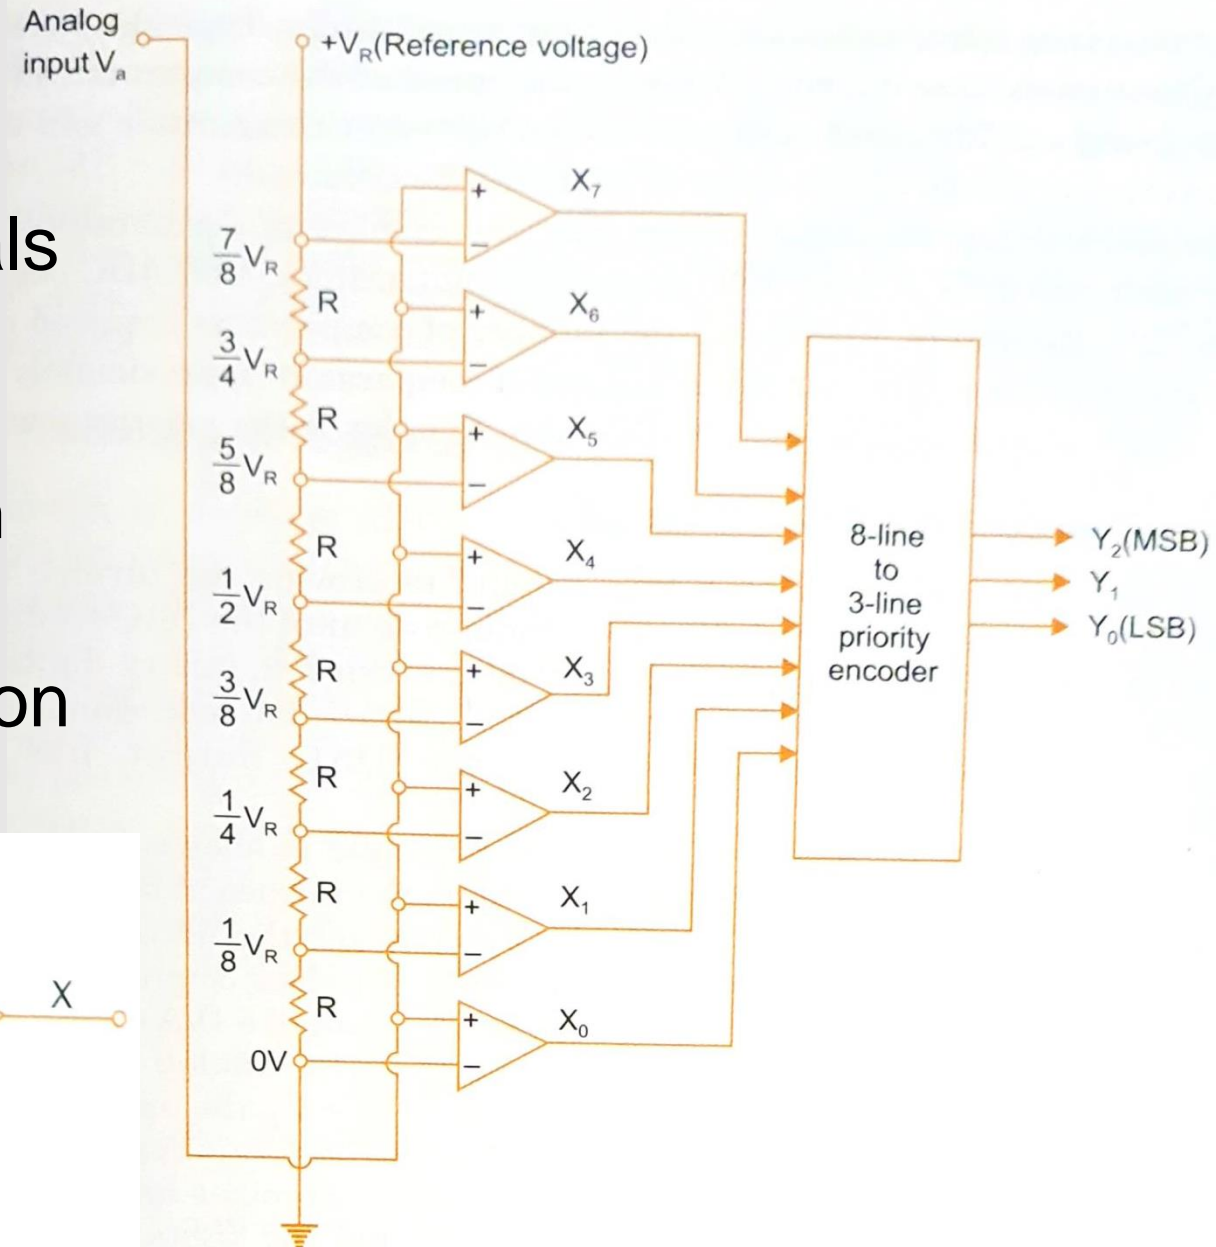 Analog
input Va
+VR(Reference voltage)
als
on
7/8 VR
R
3/4 VR
R
5/8 VR
R
1/2 VR
R
3/8 VR
R
1/4 VR
R
1/8 VR
R
0V
+ − X7
+ − X6
+ − X5
+ − X4
+ − X3
+ − X2
+ − X1
+ − X0
8-line
to
3-line
priority
encoder
Y2(MSB)
Y1
Y0(LSB)
X